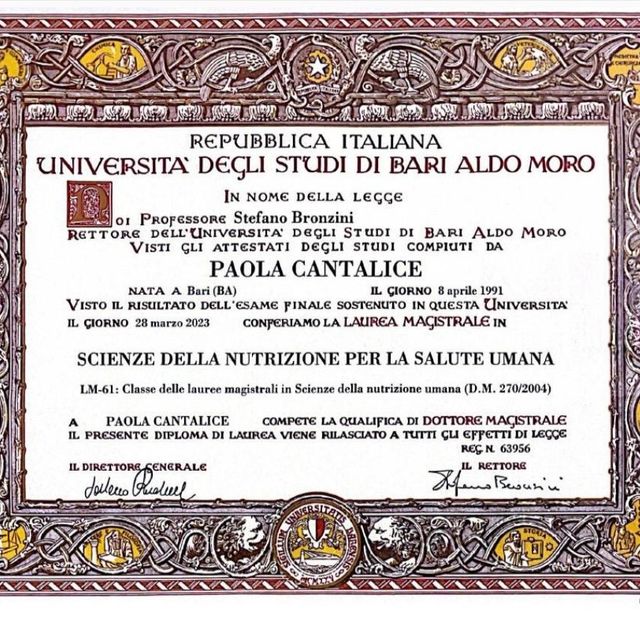 REPUBBLICA ITALIANA
UNIVERSITA' DEGLI STUDI DI BARI ALDO MORO
IN NOME DELLA LEGGE
NOI PROFESSORE Stefano Bronzini
RETTORE DELL'UNIVERSITA' DEGLI STUDI DI BARI ALDO MORO
VISTI GLI ATTESTATI DEGLI STUDI COMPIUTI DA
PAOLA CANTALICE
NATA A Bari (BA) IL GIORNO 8 aprile 1991
VISTO IL RISULTATO DELL'ESAME FINALE SOSTENUTO IN QUESTA UNIVERSITA'
IL GIORNO 28 marzo 2023 CONFERIAMO LA LAUREA MAGISTRALE IN
SCIENZE DELLA NUTRIZIONE PER LA SALUTE UMANA
LM-61: Classe delle lauree magistrali in Scienze della nutrizione umana (D.M. 270/2004)
A PAOLA CANTALICE COMPETE LA QUALIFICA DI DOTTORE MAGISTRALE
IL PRESENTE DIPLOMA DI LAUREA VIENE RILASCIATO A TUTTI GLI EFFETTI DI LEGGE
REG. N. 63956
IL DIRETTORE GENERALE IL RETTORE
Stefano Bronzini